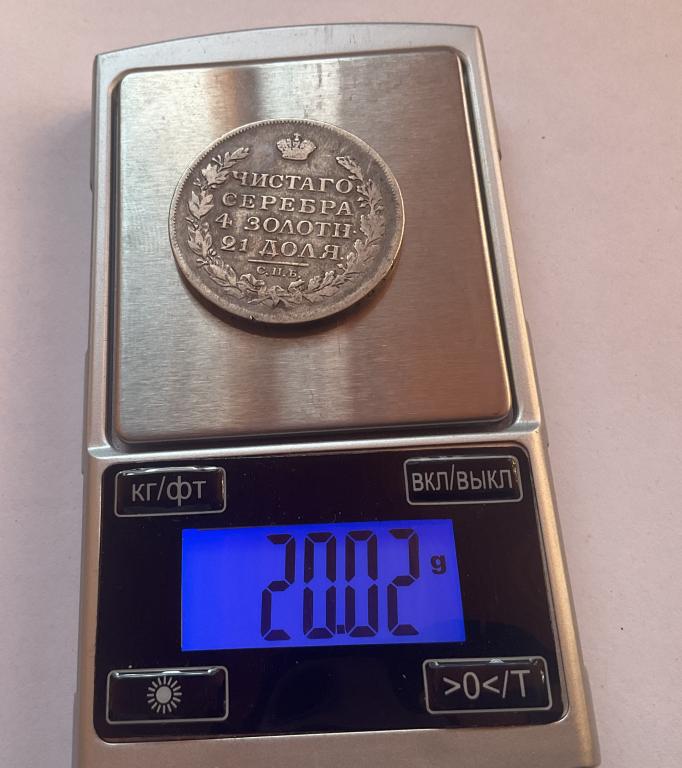 ЧИСТАГО
СЕРЕБРА
4 ЗОЛОТН.
21 ДОЛЯ.
С.П.Б.
кг/фт
ВКЛ/ВЫКЛ
20.02 g
>0</T